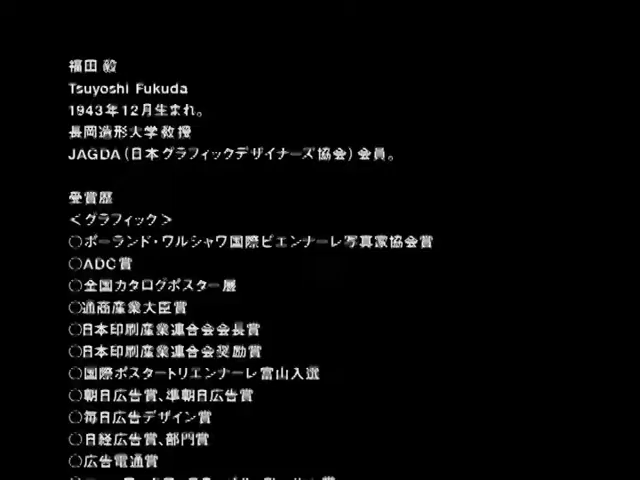 福田 毅
Tsuyoshi Fukuda
1943年12月生まれ。
長岡造形大学教授
JAGDA（日本グラフィックデザイナーズ協会）会員。
受賞歴
＜グラフィック＞
○ポーランド・ワルシャワ国際ビエンナーレ写真家協会賞
○ADC賞
○全国カタログポスター展
○通商産業大臣賞
○日本印刷産業連合会会長賞
○日本印刷産業連合会奨励賞
○国際ポスタートリエンナーレ富山入選
○朝日広告賞、準朝日広告賞
○毎日広告デザイン賞
○日経広告賞、部門賞
○広告電通賞